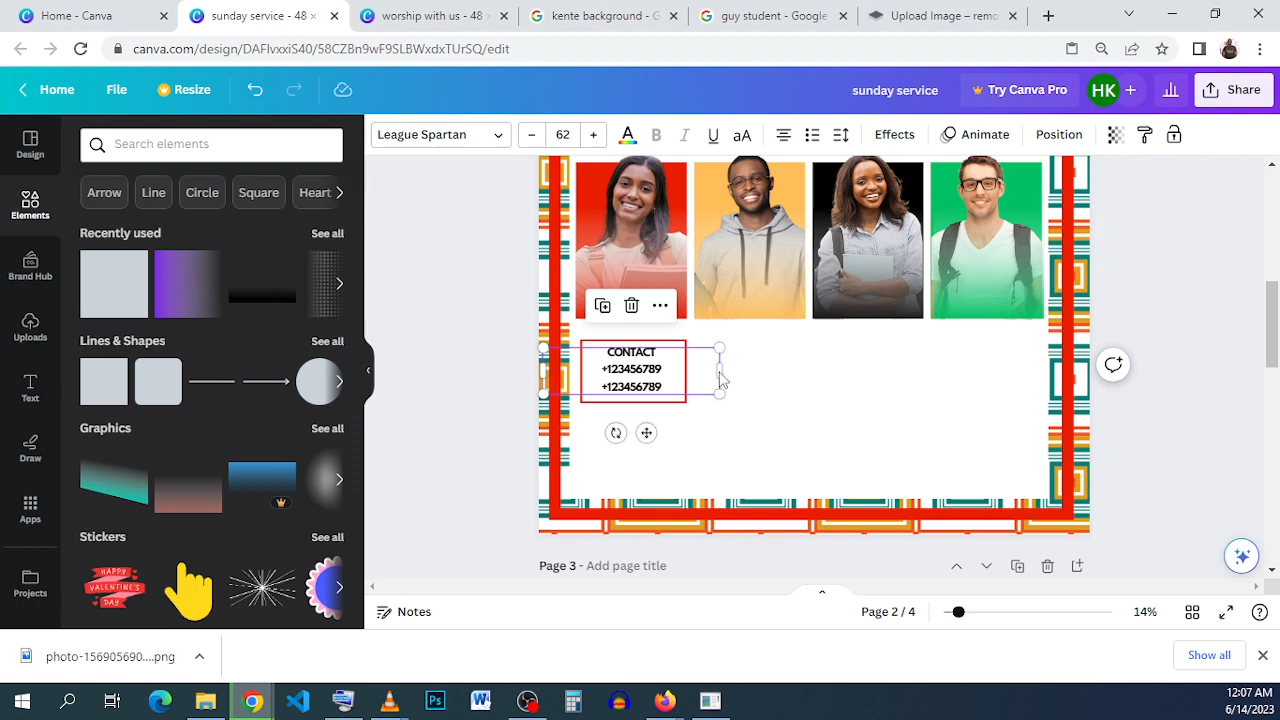 Home - Canva
sunday service - 48 ×
worship with us - 48 ×
kente background - G
guy student - Google
Upload Image – remo
canva.com/design/DAFlvxxiS40/58CZBn9wF9SLBWxdxTUrSQ/edit
Home
File
Resize
sunday service
HK
Try Canva Pro
Share
League Spartan
62
A
B
I
U
aA
Effects
Animate
Position
Design
Elements
Brand Hub
Uploads
Text
Draw
Apps
Projects
Search elements
Arrow
Line
Circle
Square
Heart
Recently used
See all
Lines & Shapes
See all
Graphics
See all
Stickers
See all
HAPPY
VALENTINE'S
DAY
CONTACT
+123456789
+123456789
Page 3 - Add page title
Notes
Page 2 / 4
14%
photo-156905690....png
Show all
Ps
W
12:07 AM
6/14/2023